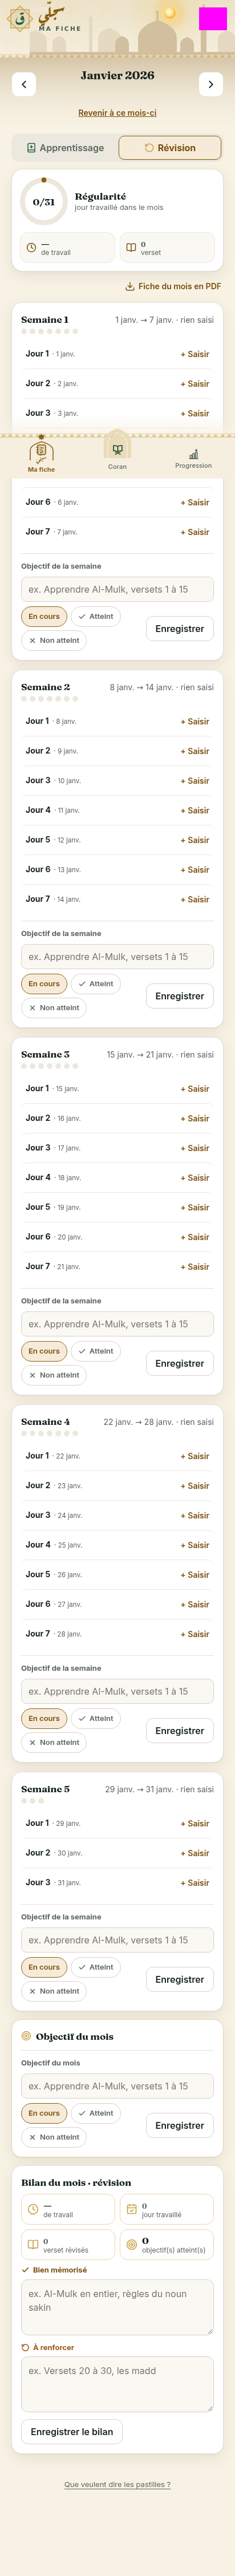 سجلّي
MA FICHE
Janvier 2026
Revenir à ce mois-ci
Apprentissage
Révision
0/31
Régularité
jour travaillé dans le mois
—
de travail
0
verset
Fiche du mois en PDF
Semaine 1
1 janv. → 7 janv. · rien saisi
Jour 1 · 1 janv. + Saisir
Jour 2 · 2 janv. + Saisir
Jour 3 · 3 janv. + Saisir
Ma fiche
Coran
Progression
Jour 6 · 6 janv. + Saisir
Jour 7 · 7 janv. + Saisir
Objectif de la semaine
ex. Apprendre Al-Mulk, versets 1 à 15
En cours
Atteint
Non atteint
Enregistrer
Semaine 2
8 janv. → 14 janv. · rien saisi
Jour 1 · 8 janv. + Saisir
Jour 2 · 9 janv. + Saisir
Jour 3 · 10 janv. + Saisir
Jour 4 · 11 janv. + Saisir
Jour 5 · 12 janv. + Saisir
Jour 6 · 13 janv. + Saisir
Jour 7 · 14 janv. + Saisir
Objectif de la semaine
ex. Apprendre Al-Mulk, versets 1 à 15
En cours
Atteint
Non atteint
Enregistrer
Semaine 3
15 janv. → 21 janv. · rien saisi
Jour 1 · 15 janv. + Saisir
Jour 2 · 16 janv. + Saisir
Jour 3 · 17 janv. + Saisir
Jour 4 · 18 janv. + Saisir
Jour 5 · 19 janv. + Saisir
Jour 6 · 20 janv. + Saisir
Jour 7 · 21 janv. + Saisir
Objectif de la semaine
ex. Apprendre Al-Mulk, versets 1 à 15
En cours
Atteint
Non atteint
Enregistrer
Semaine 4
22 janv. → 28 janv. · rien saisi
Jour 1 · 22 janv. + Saisir
Jour 2 · 23 janv. + Saisir
Jour 3 · 24 janv. + Saisir
Jour 4 · 25 janv. + Saisir
Jour 5 · 26 janv. + Saisir
Jour 6 · 27 janv. + Saisir
Jour 7 · 28 janv. + Saisir
Objectif de la semaine
ex. Apprendre Al-Mulk, versets 1 à 15
En cours
Atteint
Non atteint
Enregistrer
Semaine 5
29 janv. → 31 janv. · rien saisi
Jour 1 · 29 janv. + Saisir
Jour 2 · 30 janv. + Saisir
Jour 3 · 31 janv. + Saisir
Objectif de la semaine
ex. Apprendre Al-Mulk, versets 1 à 15
En cours
Atteint
Non atteint
Enregistrer
Objectif du mois
Objectif du mois
ex. Apprendre Al-Mulk, versets 1 à 15
En cours
Atteint
Non atteint
Enregistrer
Bilan du mois · révision
—
de travail
0
jour travaillé
0
verset révisés
0
objectif(s) atteint(s)
Bien mémorisé
ex. Al-Mulk en entier, règles du noun
sakin
À renforcer
ex. Versets 20 à 30, les madd
Enregistrer le bilan
Que veulent dire les pastilles ?